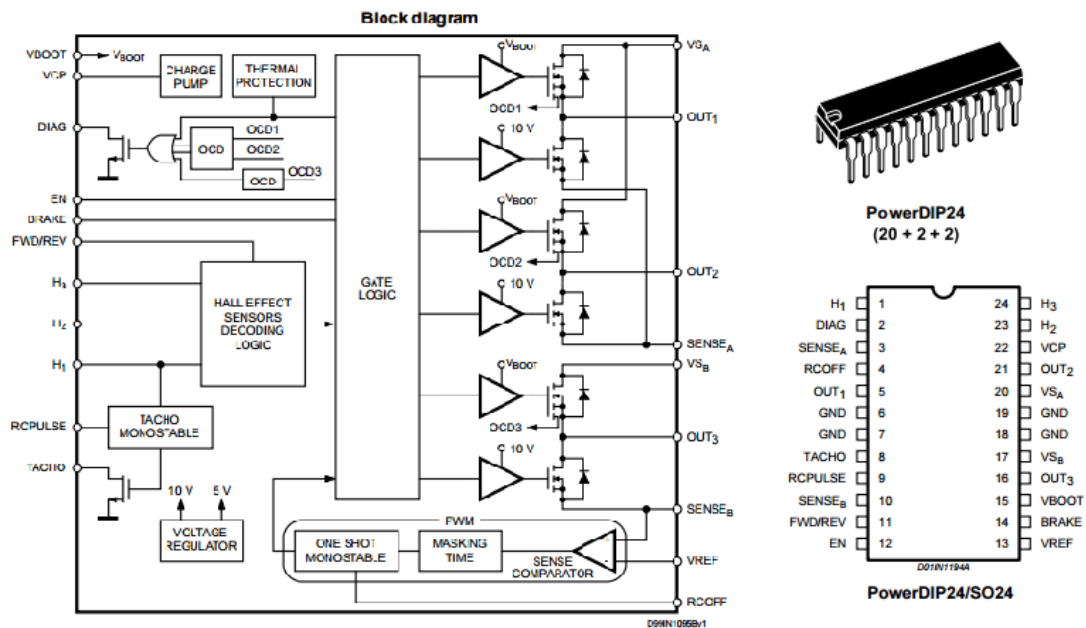 Block diagram
VBOOT
VBOOT
VCP
CHARGE
PUMP
THERMAL
PROTECTION
DIAG
OCD1
OCD
OCD2
OCD3
OCD
EN
BRAKE
FWD/REV
H3
HALL EFFECT
SENSORS
DECODING
LOGIC
H2
H1
TACHO
MONOSTABLE
RCPULSE
TACHO
10 V
5 V
VOLTAGE
REGULATOR
GATE
LOGIC
VBOOT
OCD1
10 V
VBOOT
OCD2
10 V
VBOOT
OCD3
10 V
PWM
ONE SHOT
MONOSTABLE
MASKING
TIME
SENSE
COMPARATOR
+
-
VSA
OUT1
OUT2
SENSEA
VSB
OUT3
SENSEB
VREF
RCOFF
D99IN1095Bv1
PowerDIP24
(20 + 2 + 2)
H1 1 24 H3
DIAG 2 23 H2
SENSEA 3 22 VCP
RCOFF 4 21 OUT2
OUT1 5 20 VSA
GND 6 19 GND
GND 7 18 GND
TACHO 8 17 VSB
RCPULSE 9 16 OUT3
SENSEB 10 15 VBOOT
FWD/REV 11 14 BRAKE
EN 12 13 VREF
D01IN1194A
PowerDIP24/SO24